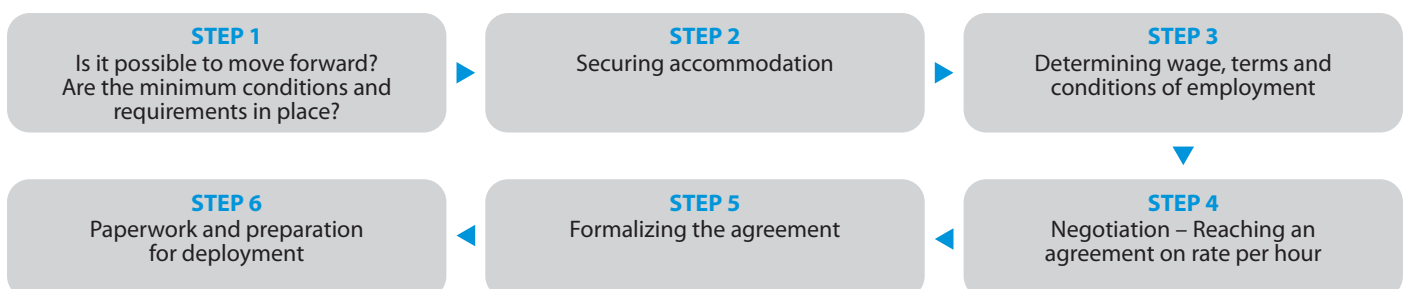 STEP 1
Is it possible to move forward?
Are the minimum conditions and
requirements in place?
STEP 2
Securing accommodation
STEP 3
Determining wage, terms and
conditions of employment
STEP 4
Negotiation – Reaching an
agreement on rate per hour
STEP 5
Formalizing the agreement
STEP 6
Paperwork and preparation
for deployment